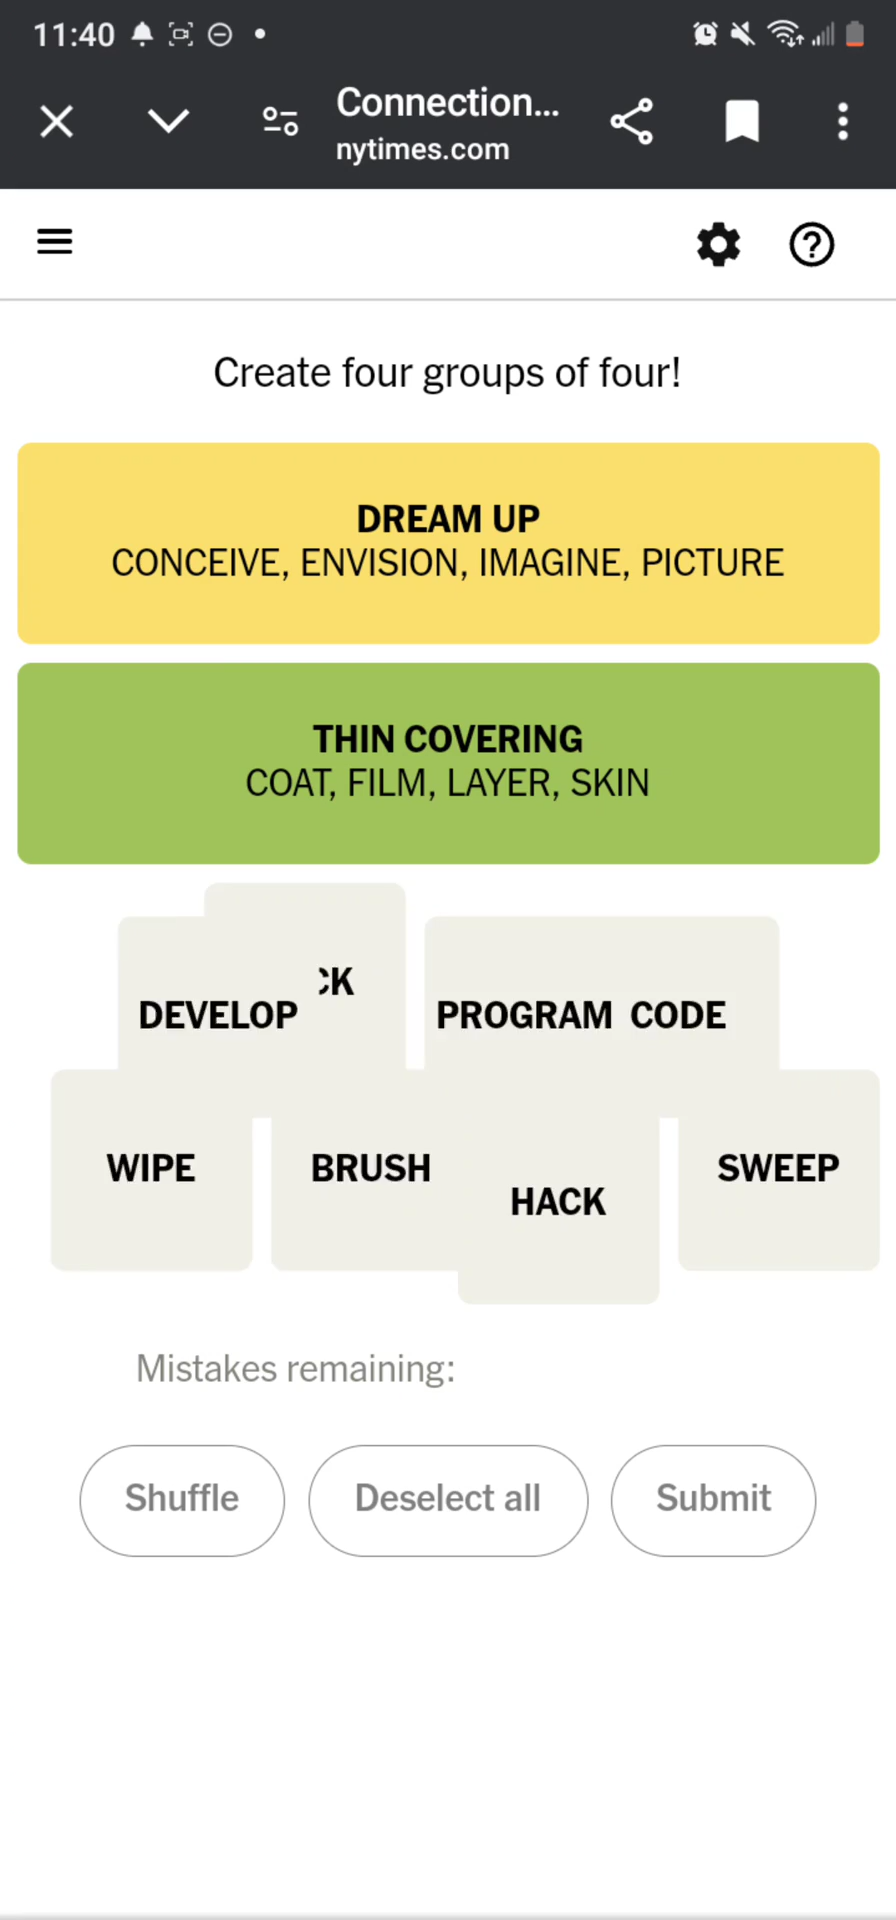 11:40
Connection...
nytimes.com
Create four groups of four!
DREAM UP
CONCEIVE, ENVISION, IMAGINE, PICTURE
THIN COVERING
COAT, FILM, LAYER, SKIN
DEVELOP PROGRAM CODE
WIPE BRUSH HACK SWEEP
Mistakes remaining:
Shuffle Deselect all Submit